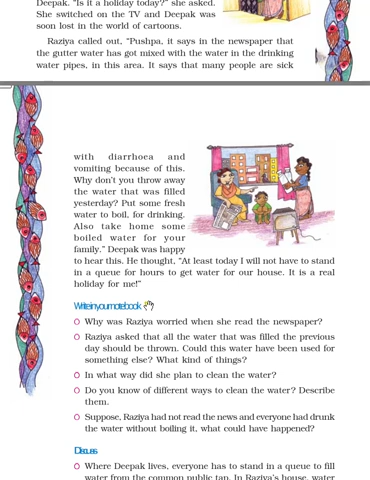 Deepak. “Is it a holiday today?” she asked.
She switched on the TV and Deepak was
soon lost in the world of cartoons.
Raziya called out, “Pushpa, it says in the newspaper that
the gutter water has got mixed with the water in the drinking
water pipes, in this area. It says that many people are sick
with diarrhoea and
vomiting because of this.
Why don’t you throw away
the water that was filled
yesterday? Put some fresh
water to boil, for drinking.
Also take home some
boiled water for your
family.” Deepak was happy
to hear this. He thought, “At least today I will not have to stand
in a queue for hours to get water for our house. It is a real
holiday for me!”
Write in your notebook
Why was Raziya worried when she read the newspaper?
Raziya asked that all the water that was filled the previous
day should be thrown. Could this water have been used for
something else? What kind of things?
In what way did she plan to clean the water?
Do you know of different ways to clean the water? Describe
them.
Suppose, Raziya had not read the news and everyone had drunk
the water without boiling it, what could have happened?
Discuss
Where Deepak lives, everyone has to stand in a queue to fill
water from the common public tap. In Raziya’s house, water